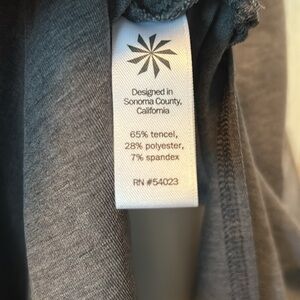 Designed in
Sonoma County,
California
65% tencel,
28% polyester,
7% spandex
RN #54023